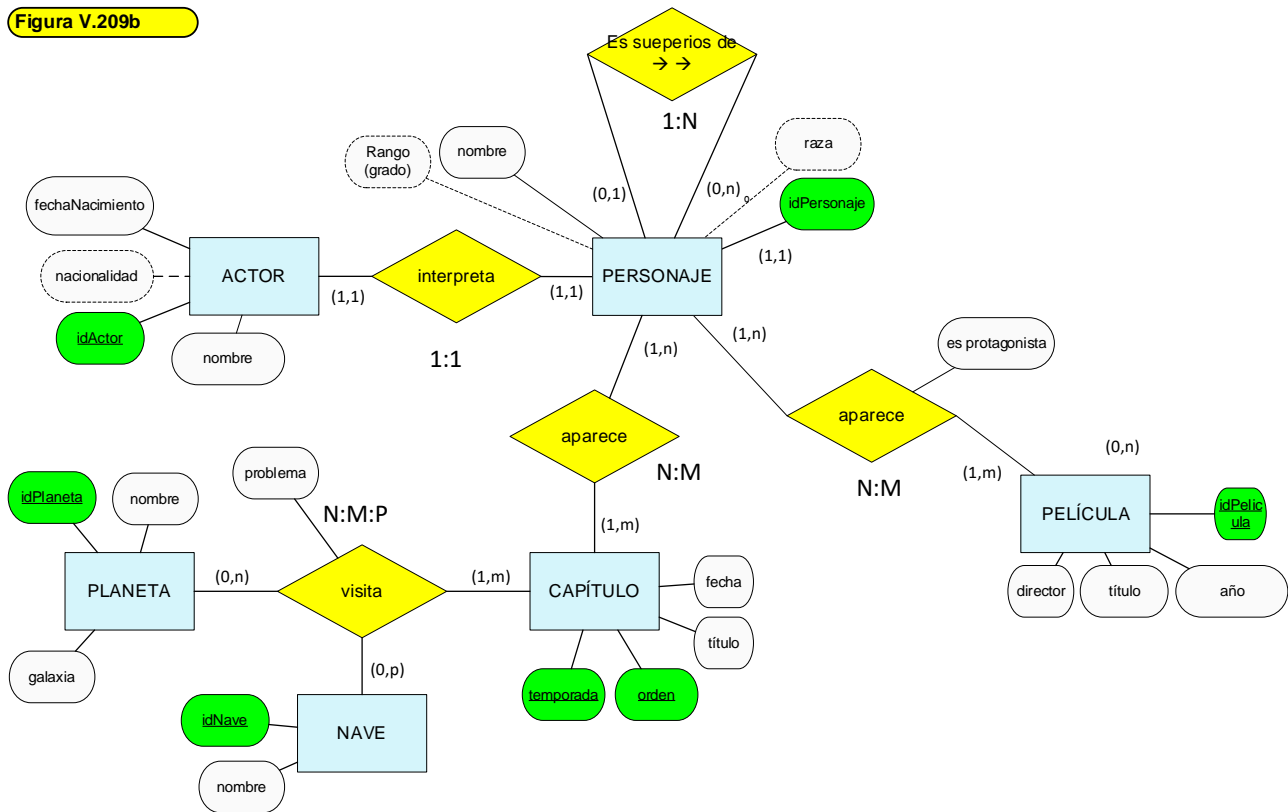 Figura V.209b
Es sueperios de
→ →
1:N
Rango
(grado)
nombre
raza
(0,1)
(0,n)
o
idPersonaje
(1,1)
fechaNacimiento
nacionalidad
idActor
nombre
ACTOR
(1,1)
interpreta
(1,1)
1:1
PERSONAJE
(1,n)
(1,n)
es protagonista
aparece
N:M
aparece
N:M
(0,n)
(1,m)
PELÍCULA
idPelíc
ula
director
título
año
problema
idPlaneta
nombre
N:M:P
(1,m)
PLANETA
(0,n)
visita
(1,m)
CAPÍTULO
fecha
título
galaxia
(0,p)
temporada
orden
idNave
NAVE
nombre